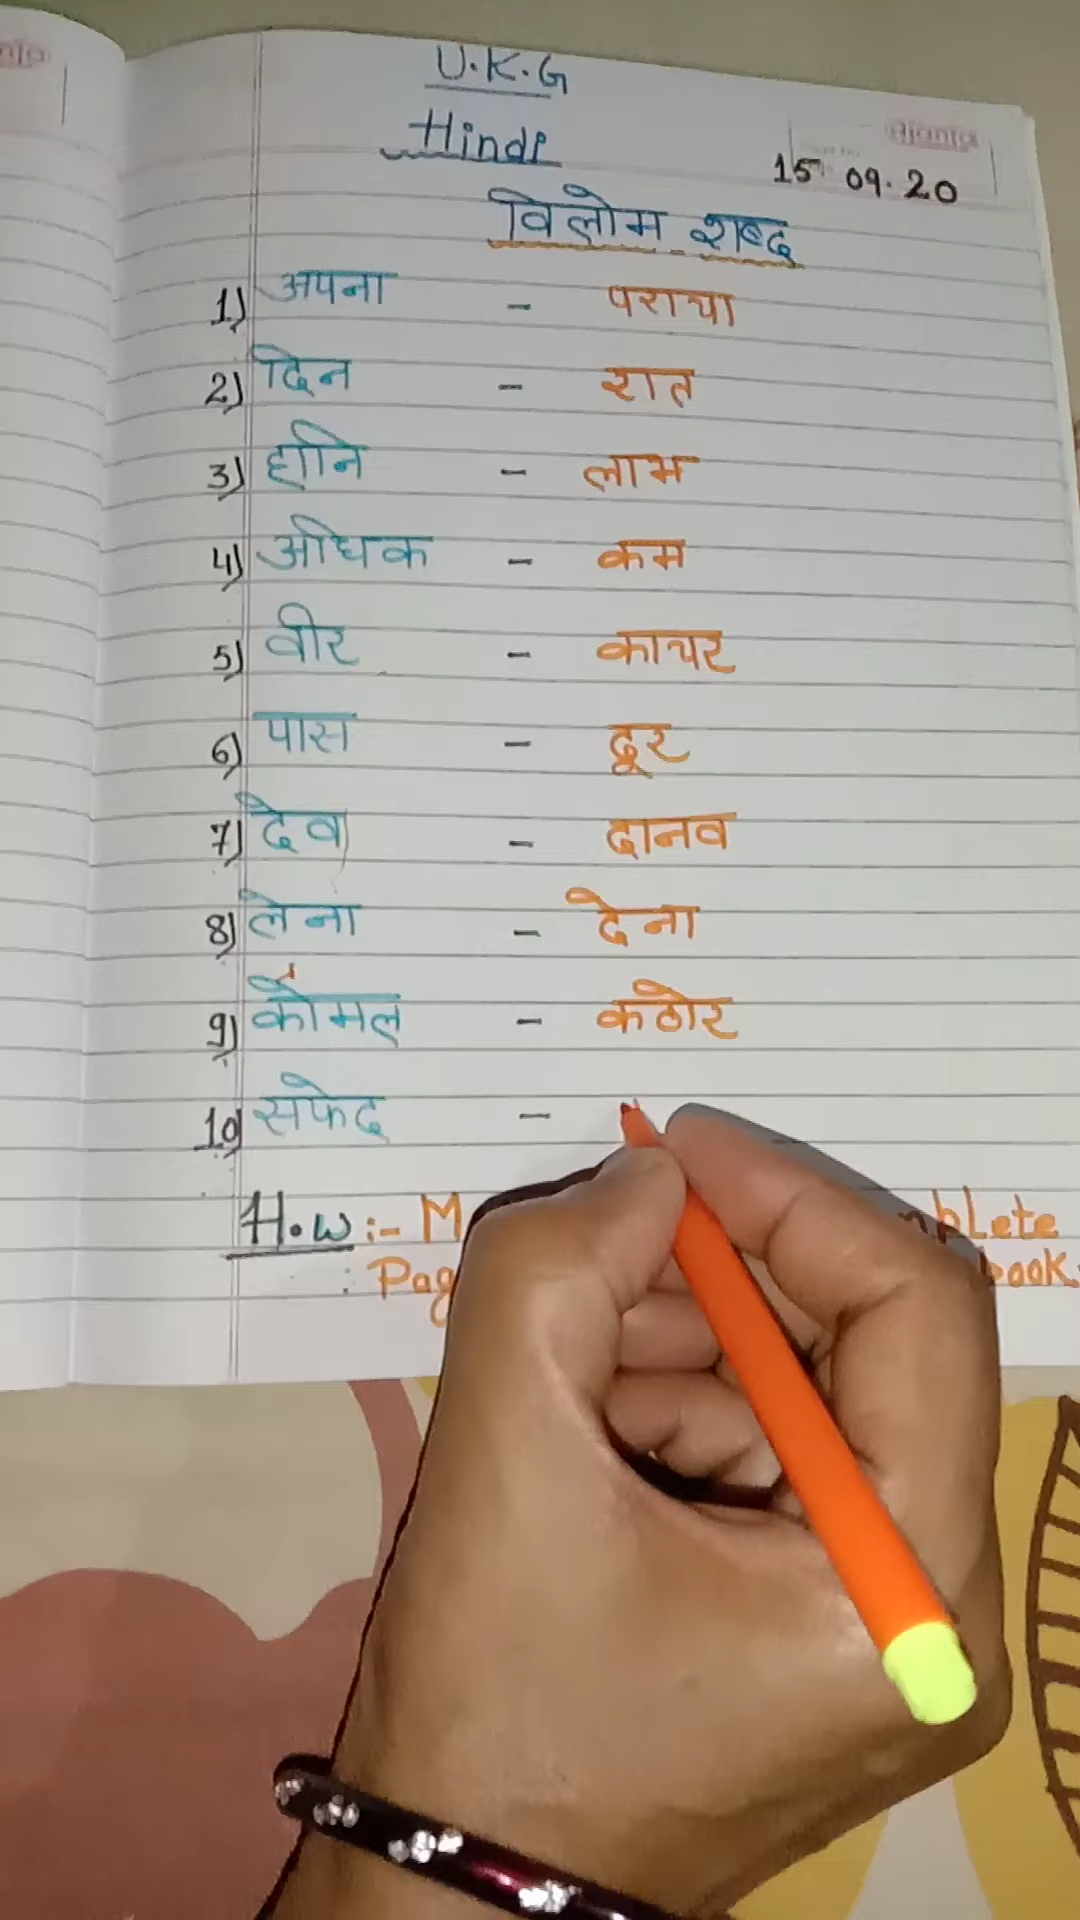 U.K.G
Ajanta
Hindi
15 09.20
विलोम शब्द
1) अपना - पराया
2) दिन - रात
3) हानि - लाभ
4) अधिक - कम
5) वीर - कायर
6) पास - दूर
7) देव - दानव
8) लेना - देना
9) कोमल - कठोर
10) सफेद -
H.W :-